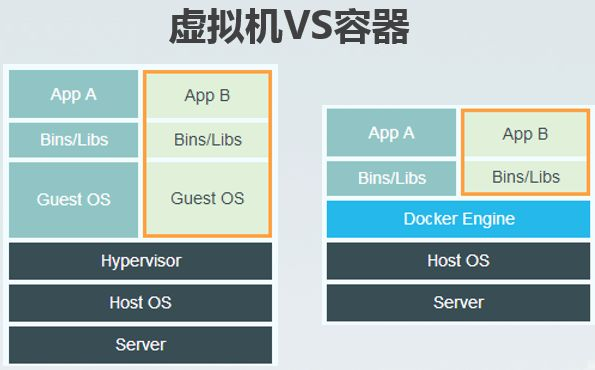 虚拟机VS容器
App A
App B
Bins/Libs
Bins/Libs
Guest OS
Guest OS
Hypervisor
Host OS
Server
App A
App B
Bins/Libs
Bins/Libs
Docker Engine
Host OS
Server